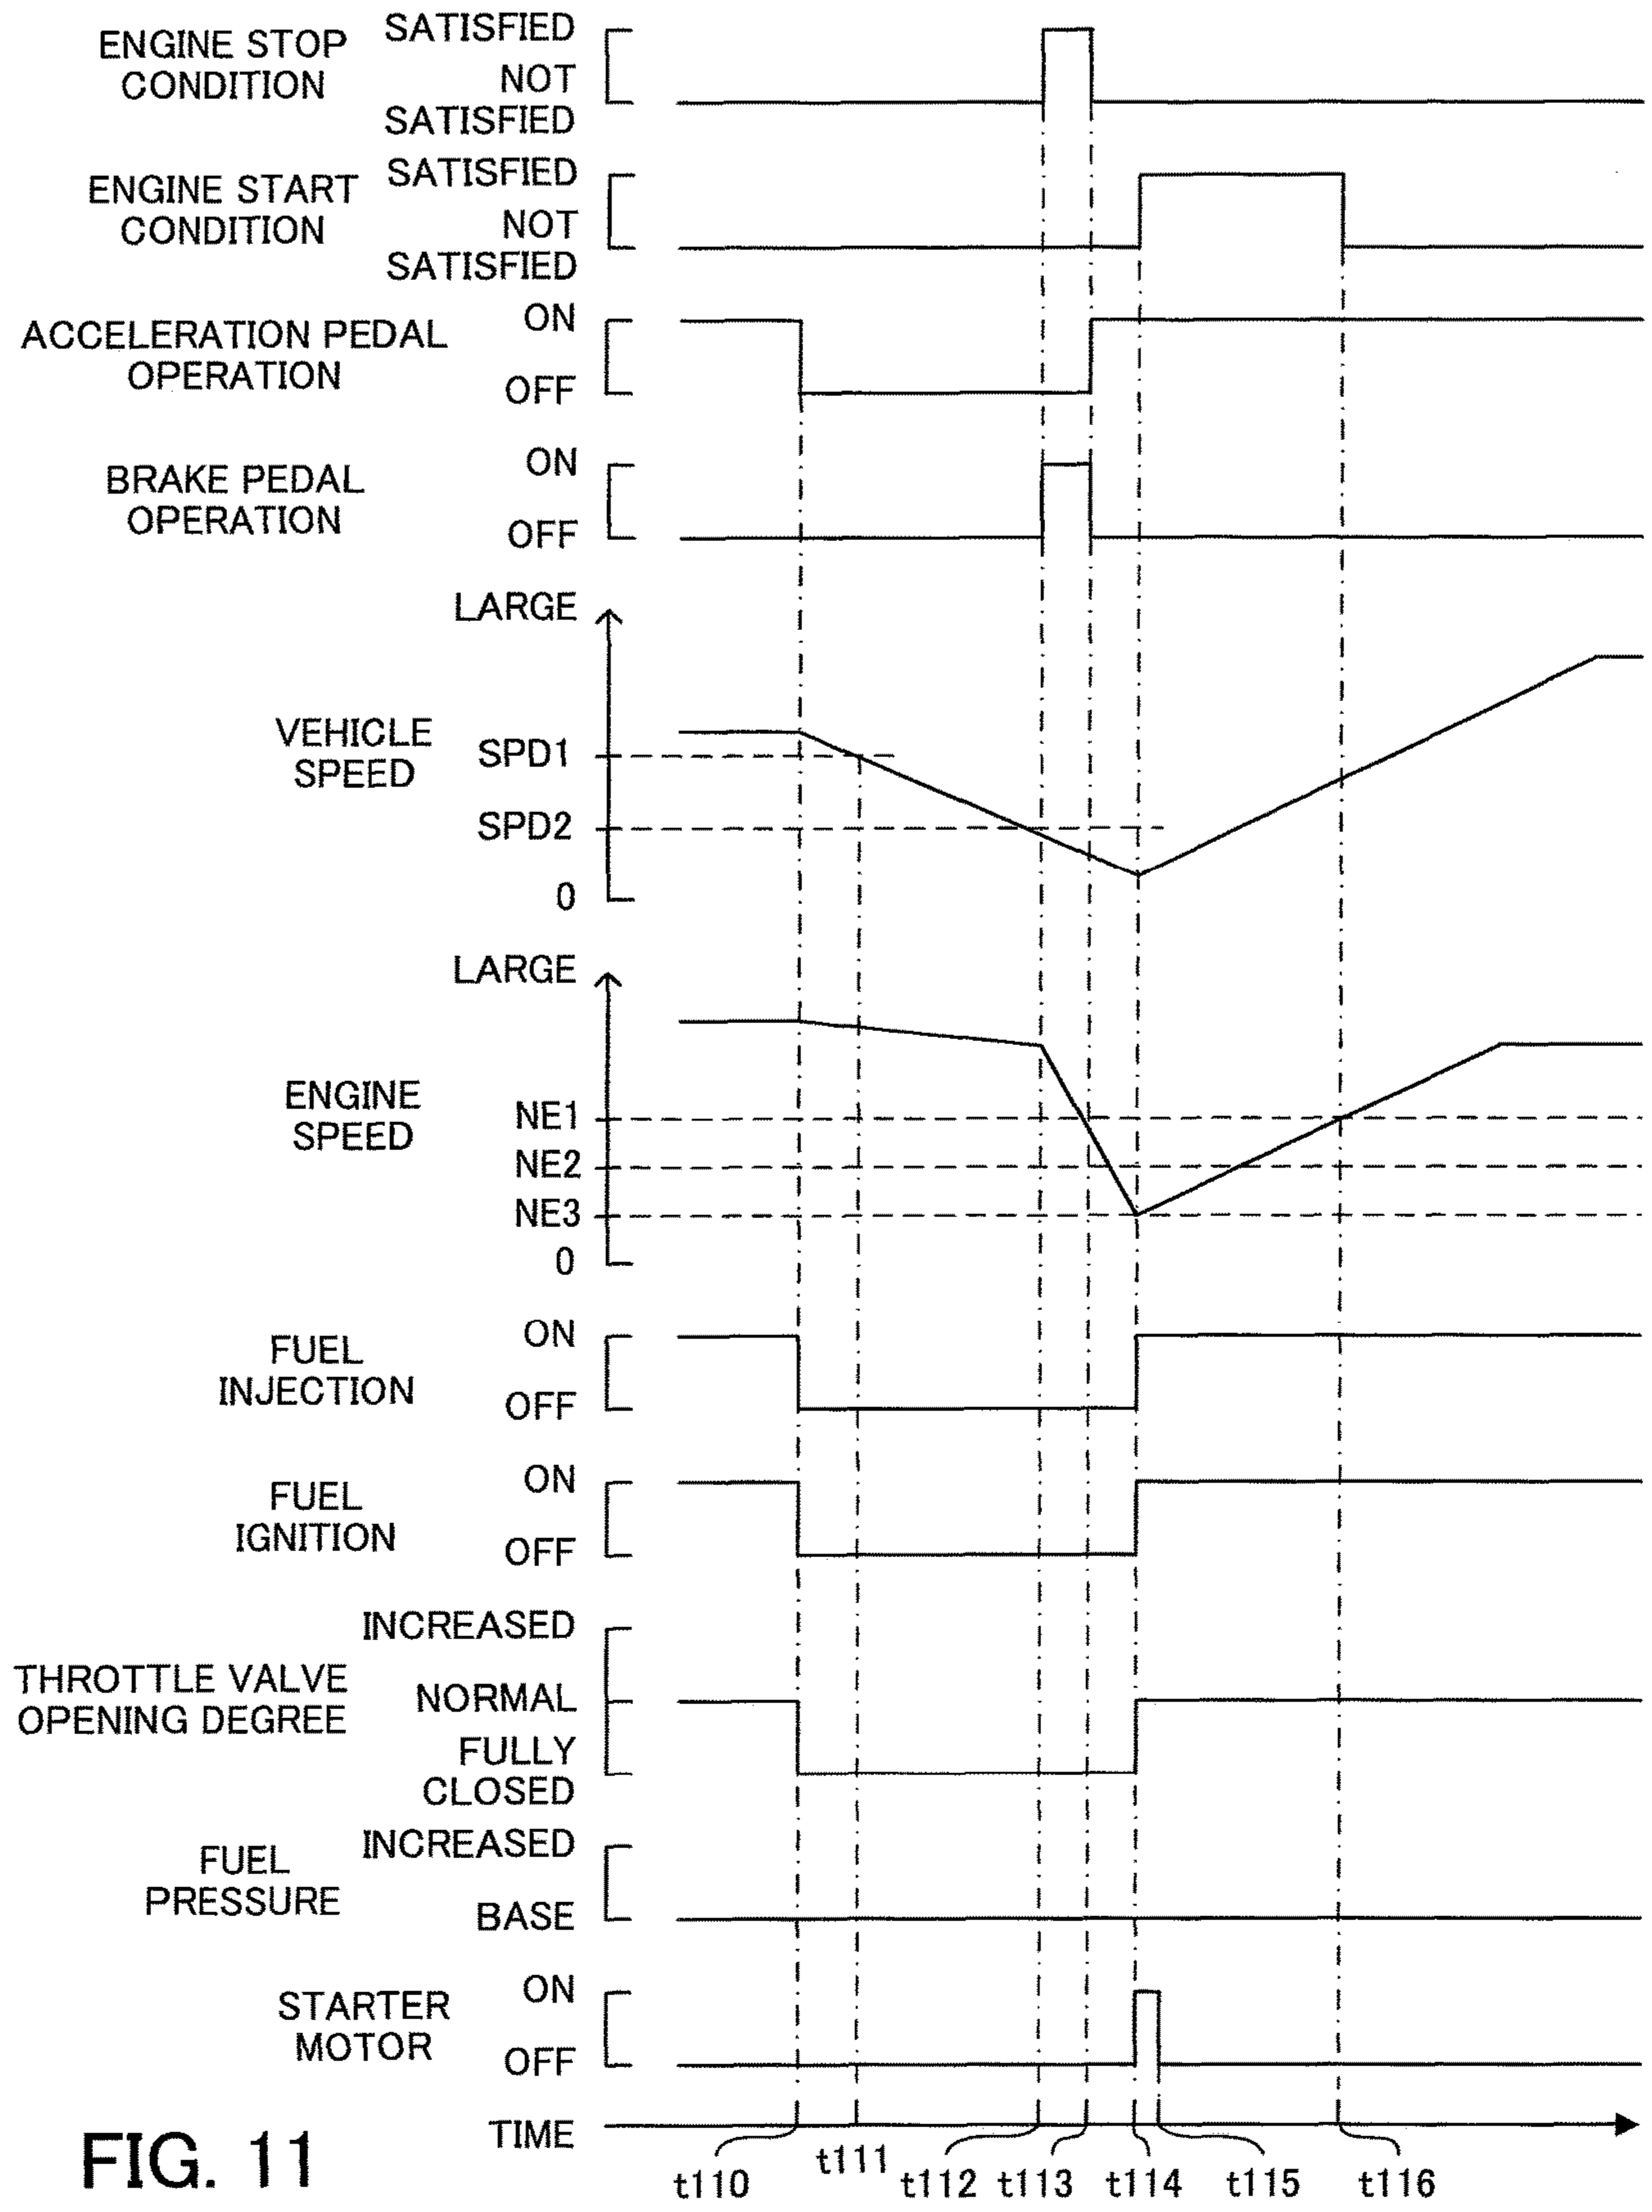 ENGINE STOP
CONDITION
SATISFIED
NOT
SATISFIED
ENGINE START
CONDITION
SATISFIED
NOT
SATISFIED
ACCELERATION PEDAL
OPERATION
ON
OFF
BRAKE PEDAL
OPERATION
ON
OFF
VEHICLE
SPEED
LARGE
SPD1
SPD2
0
ENGINE
SPEED
LARGE
NE1
NE2
NE3
0
FUEL
INJECTION
ON
OFF
FUEL
IGNITION
ON
OFF
THROTTLE VALVE
OPENING DEGREE
INCREASED
NORMAL
FULLY
CLOSED
FUEL
PRESSURE
INCREASED
BASE
STARTER
MOTOR
ON
OFF
TIME
t110
t111
t112
t113
t114
t115
t116
FIG. 11